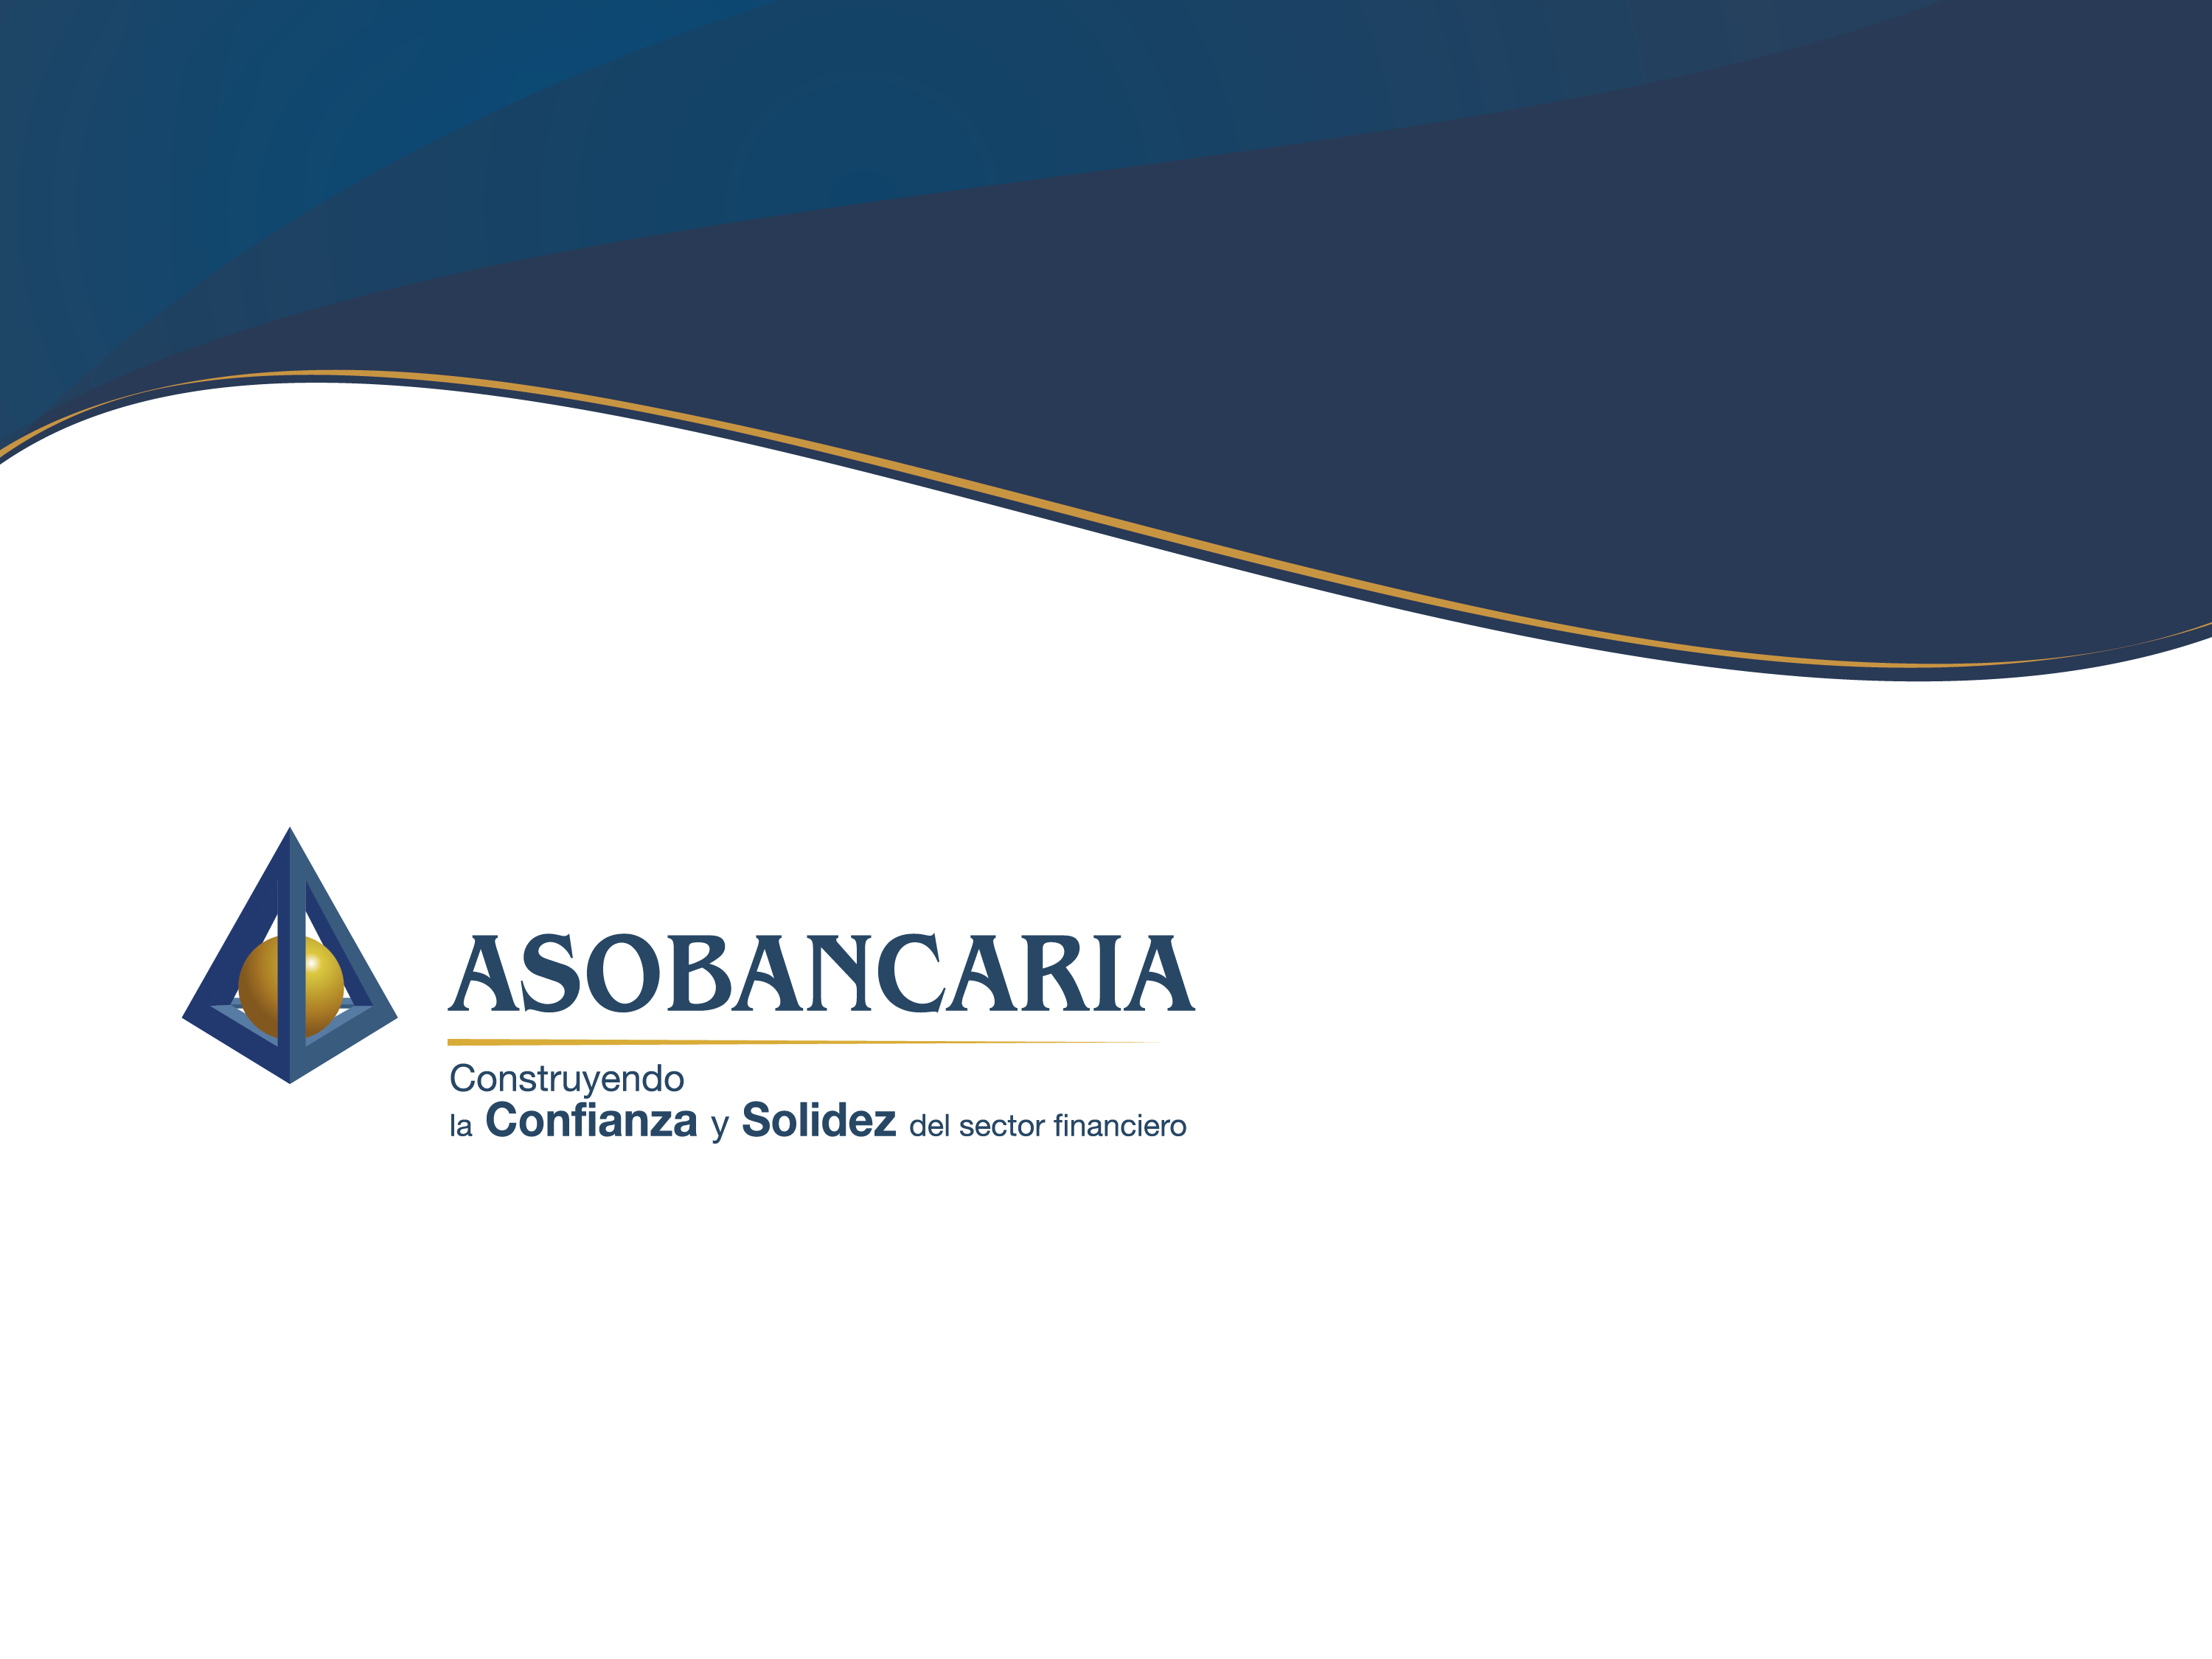 ASOBANCARIA
Construyendo
la Confianza y Solidez del sector financiero